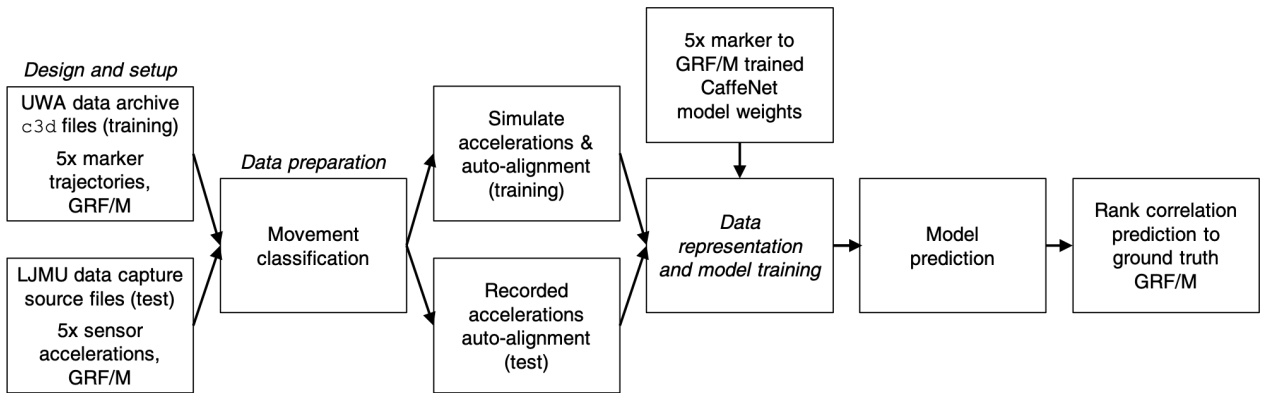 Design and setup
UWA data archive
c3d files (training)
5x marker
trajectories,
GRF/M
LJMU data capture
source files (test)
5x sensor
accelerations,
GRF/M
Data preparation
Movement
classification
Simulate
accelerations &
auto-alignment
(training)
Recorded
accelerations
auto-alignment
(test)
5x marker to
GRF/M trained
CaffeNet
model weights
Data
representation
and model training
Model
prediction
Rank correlation
prediction to
ground truth
GRF/M